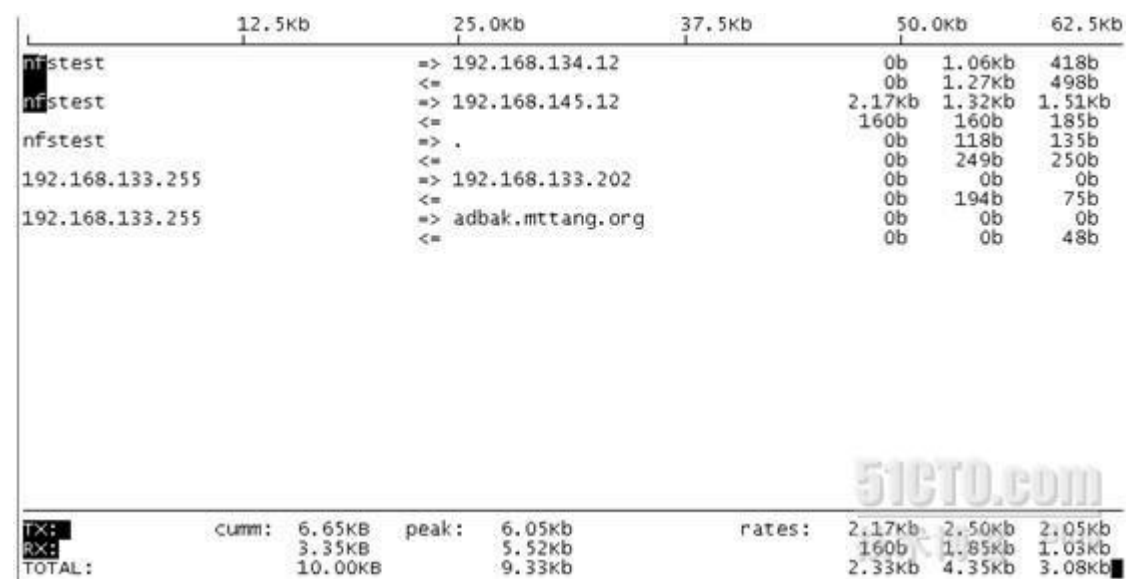 12.5Kb 25.0Kb 37.5Kb 50.0Kb 62.5Kb
nfstest => 192.168.134.12 0b 1.06Kb 418b
<= 0b 1.27Kb 498b
nfstest => 192.168.145.12 2.17Kb 1.32Kb 1.51Kb
<= 160b 160b 185b
nfstest => . 0b 118b 135b
<= 0b 249b 250b
192.168.133.255 => 192.168.133.202 0b 0b 0b
<= 0b 194b 75b
192.168.133.255 => adbak.mttang.org 0b 0b 0b
<= 0b 0b 48b
51CTO.com
TX: cumm: 6.65KB peak: 6.05Kb rates: 2.17Kb 2.50Kb 2.05Kb
RX: 3.35KB 5.52Kb 160b 1.85Kb 1.03Kb
TOTAL: 10.00KB 9.33Kb 2.33Kb 4.35Kb 3.08Kb